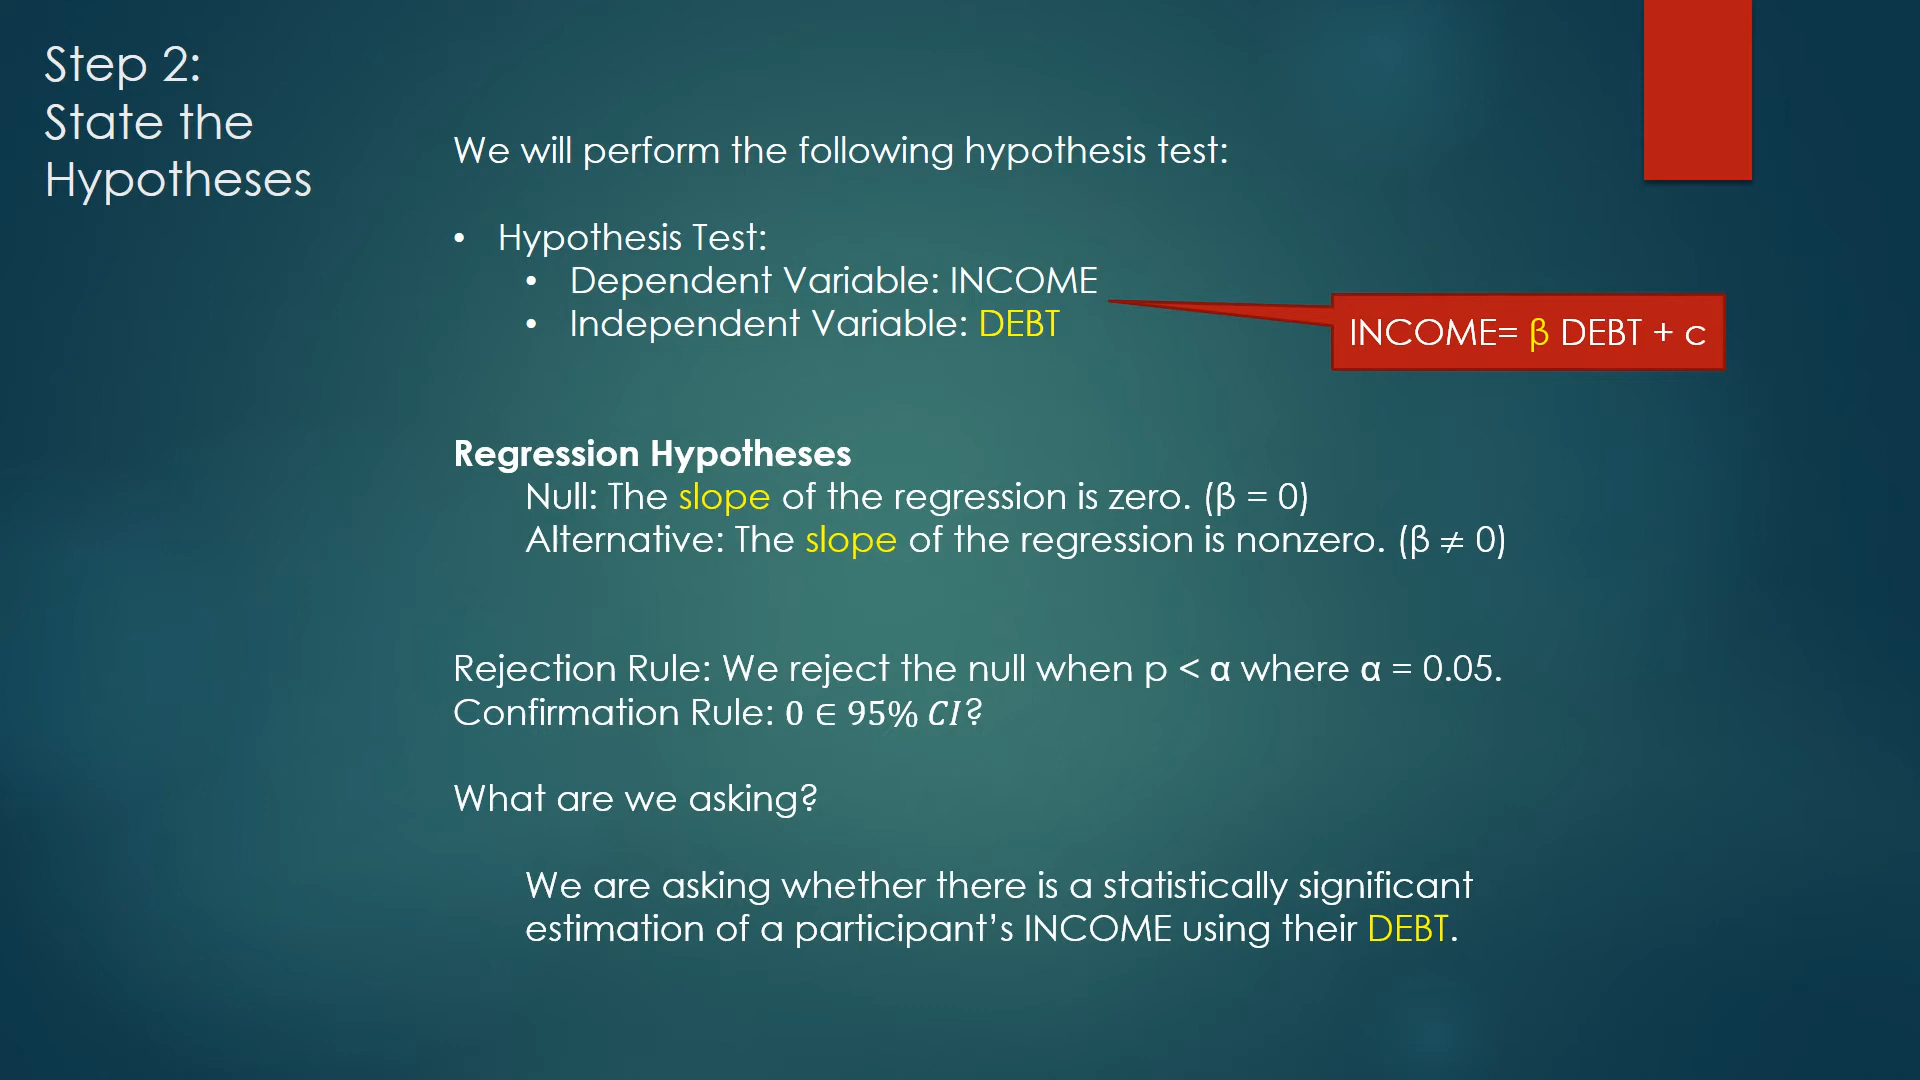 Step 2:
State the
Hypotheses
We will perform the following hypothesis test:
• Hypothesis Test:
• Dependent Variable: INCOME
• Independent Variable: DEBT
INCOME= β DEBT + c
Regression Hypotheses
Null: The slope of the regression is zero. (β = 0)
Alternative: The slope of the regression is nonzero. (β ≠ 0)
Rejection Rule: We reject the null when p < α where α = 0.05.
Confirmation Rule: 0 ∈ 95% CI?
What are we asking?
We are asking whether there is a statistically significant
estimation of a participant’s INCOME using their DEBT.